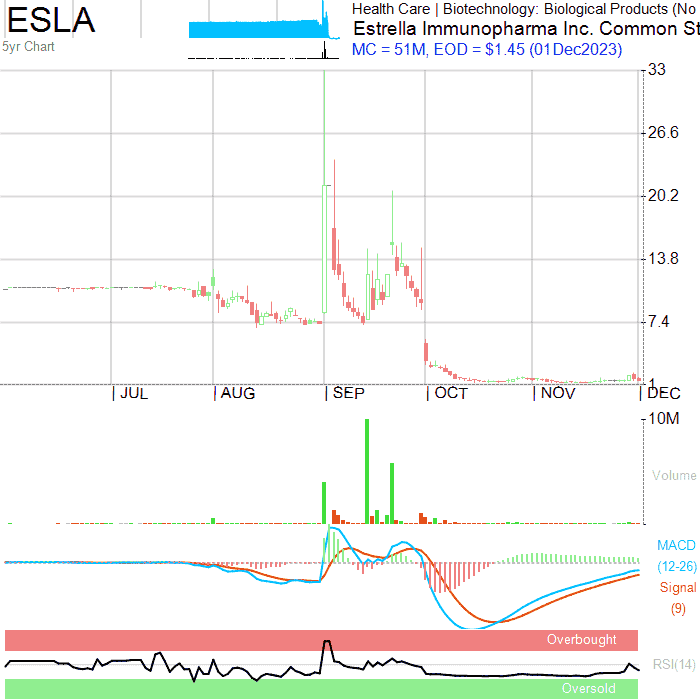 ESLA
5yr Chart
Health Care | Biotechnology: Biological Products (No
Estrella Immunopharma Inc. Common St
MC = 51M, EOD = $1.45 (01Dec2023)
33
26.6
20.2
13.8
7.4
1
JUL AUG SEP OCT NOV DEC
10M
Volume
MACD
(12-26)
Signal
(9)
Overbought
RSI(14)
Oversold